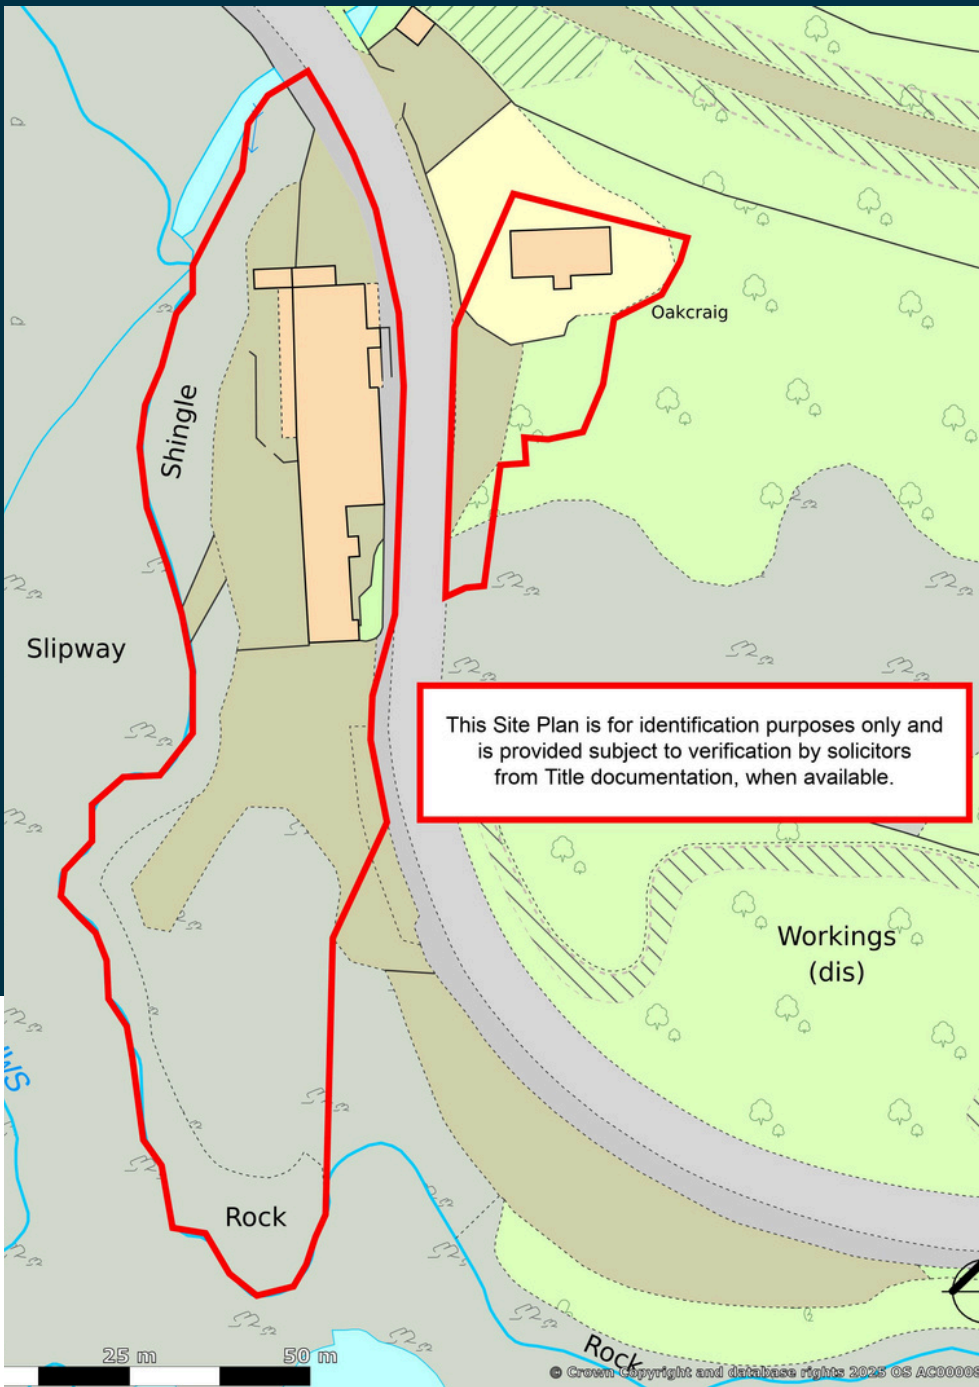 Oakcraig
Shingle
Slipway
This Site Plan is for identification purposes only and
is provided subject to verification by solicitors
from Title documentation, when available.
Workings
(dis)
Rock
Rock
25 m
50 m
© Crown Copyright and database rights 2025 OS